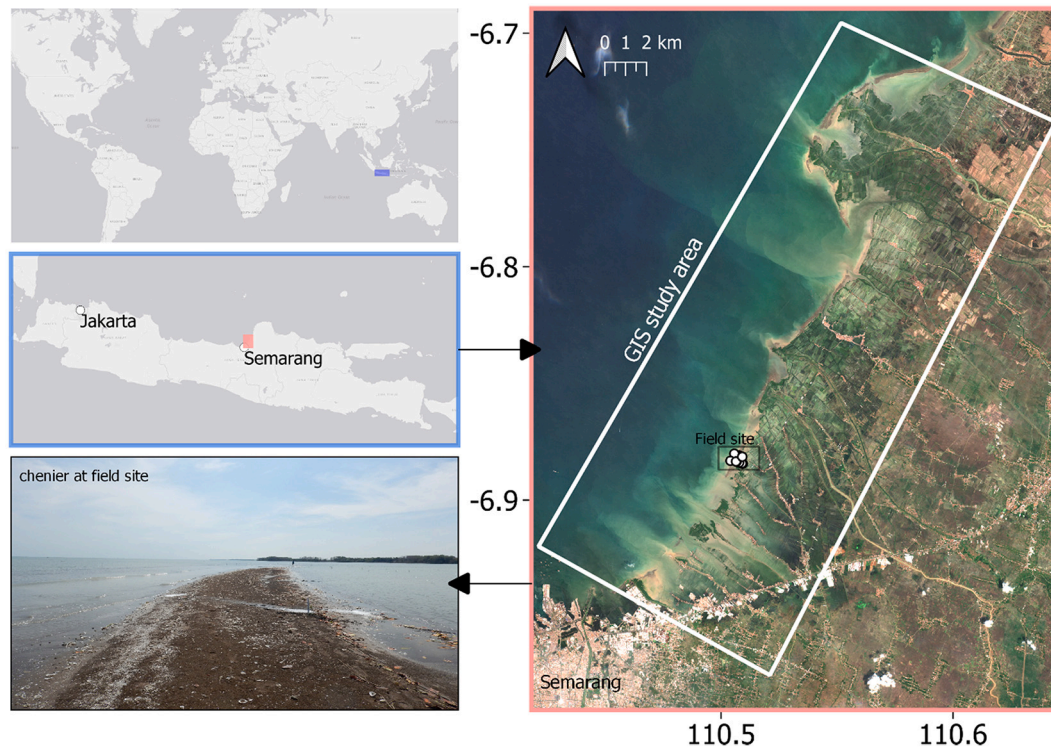 Jakarta
Semarang
chenier at field site
-6.7
-6.8
-6.9
0 1 2 km
GIS study area
Field site
Semarang
110.5
110.6